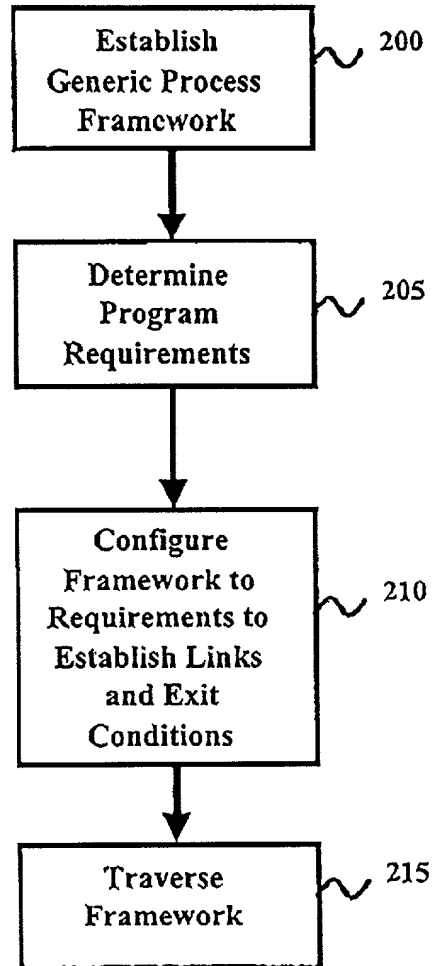 Establish
Generic Process
Framework
200
Determine
Program
Requirements
205
Configure
Framework to
Requirements to
Establish Links
and Exit
Conditions
210
Traverse
Framework
215